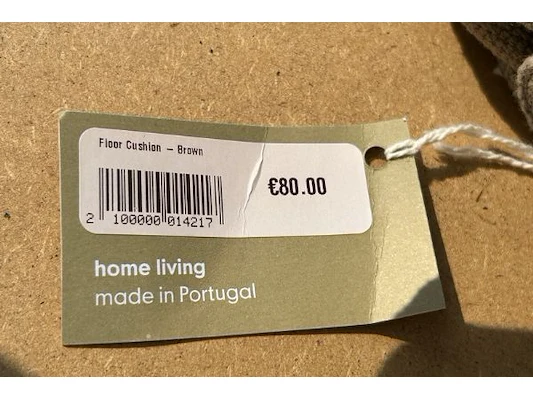 Floor Cushion – Brown
€80.00
2 100000 014217
home living
made in Portugal